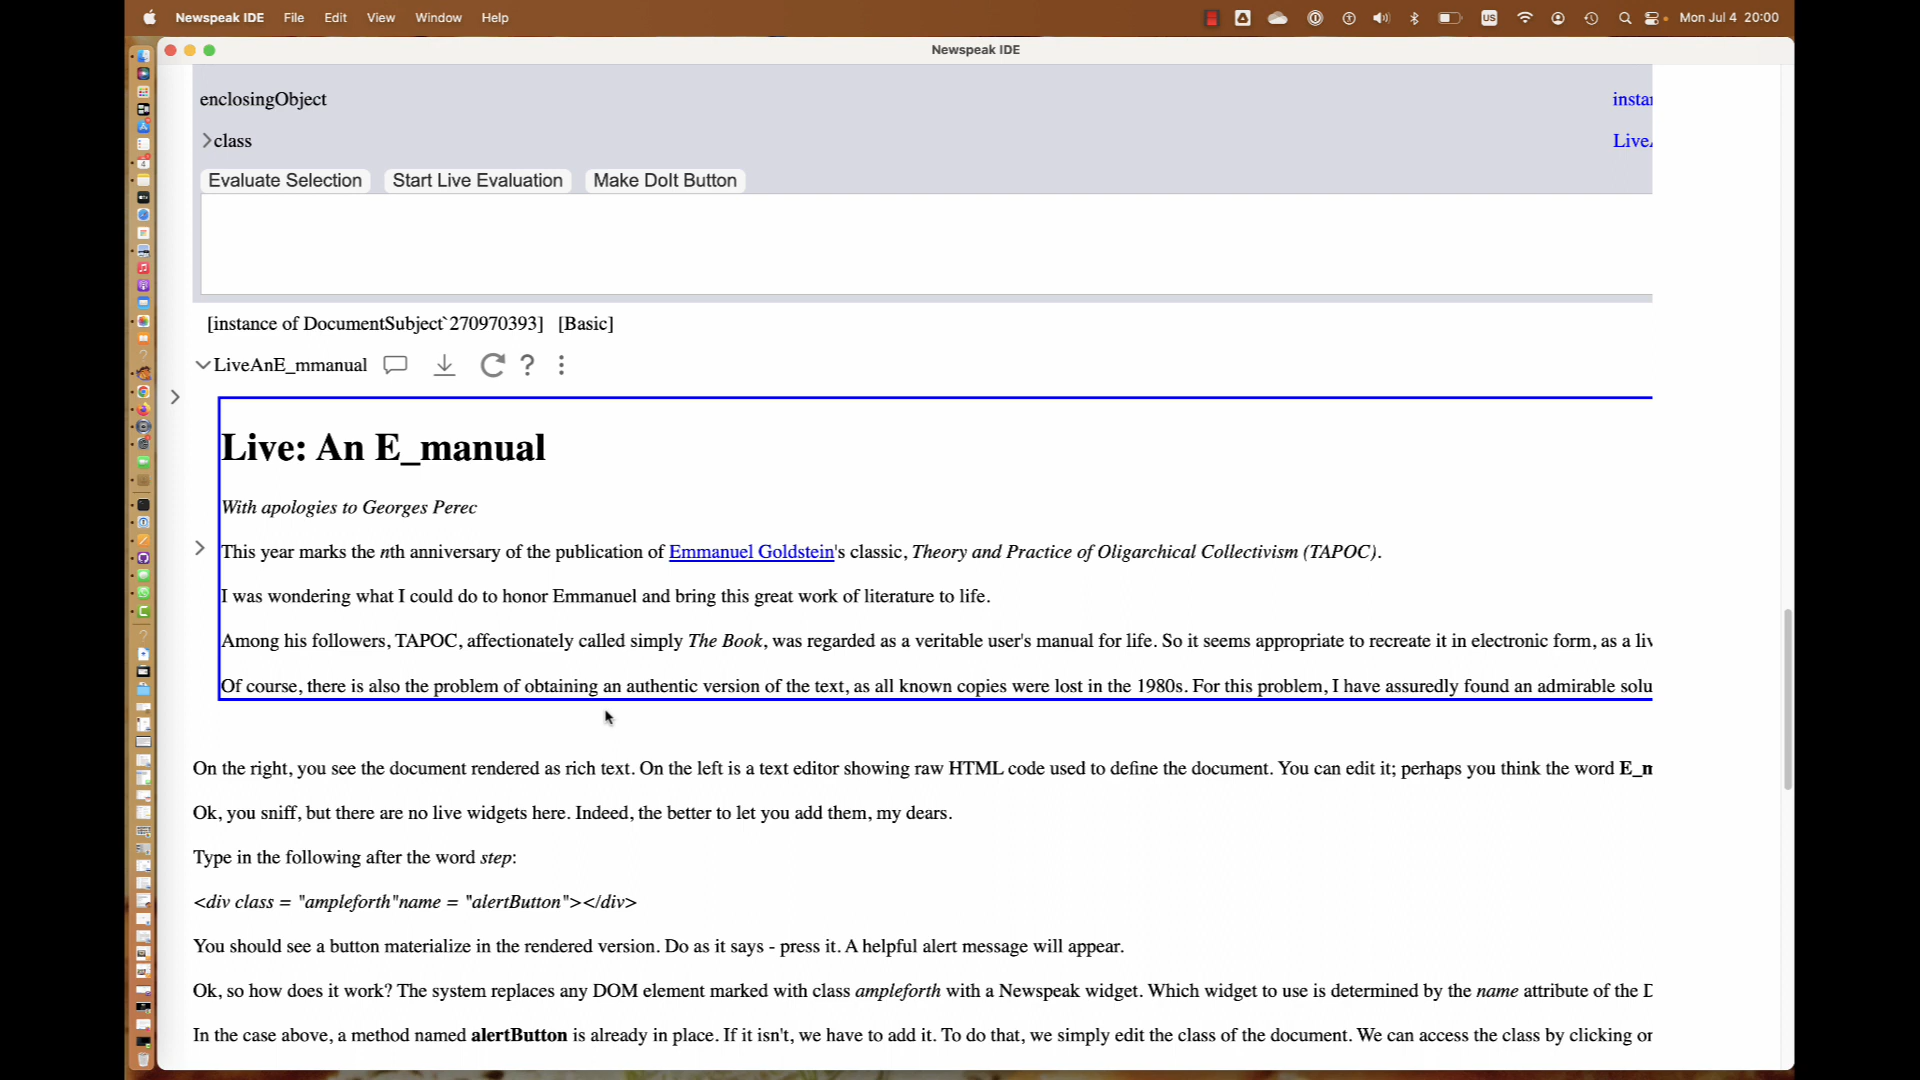 Newspeak IDE File Edit View Window Help US Mon Jul 4 20:00
Newspeak IDE
enclosingObject instan
class Live
Evaluate Selection Start Live Evaluation Make DoIt Button
[instance of DocumentSubject`270970393] [Basic]
LiveAnE_mmanual ?
Live: An E_manual
With apologies to Georges Perec
This year marks the nth anniversary of the publication of Emmanuel Goldstein's classic, Theory and Practice of Oligarchical Collectivism (TAPOC).
I was wondering what I could do to honor Emmanuel and bring this great work of literature to life.
Among his followers, TAPOC, affectionately called simply The Book, was regarded as a veritable user's manual for life. So it seems appropriate to recreate it in electronic form, as a liv
Of course, there is also the problem of obtaining an authentic version of the text, as all known copies were lost in the 1980s. For this problem, I have assuredly found an admirable solu
On the right, you see the document rendered as rich text. On the left is a text editor showing raw HTML code used to define the document. You can edit it; perhaps you think the word E_m
Ok, you sniff, but there are no live widgets here. Indeed, the better to let you add them, my dears.
Type in the following after the word step:
<div class = "ampleforth"name = "alertButton"></div>
You should see a button materialize in the rendered version. Do as it says - press it. A helpful alert message will appear.
Ok, so how does it work? The system replaces any DOM element marked with class ampleforth with a Newspeak widget. Which widget to use is determined by the name attribute of the D
In the case above, a method named alertButton is already in place. If it isn't, we have to add it. To do that, we simply edit the class of the document. We can access the class by clicking or